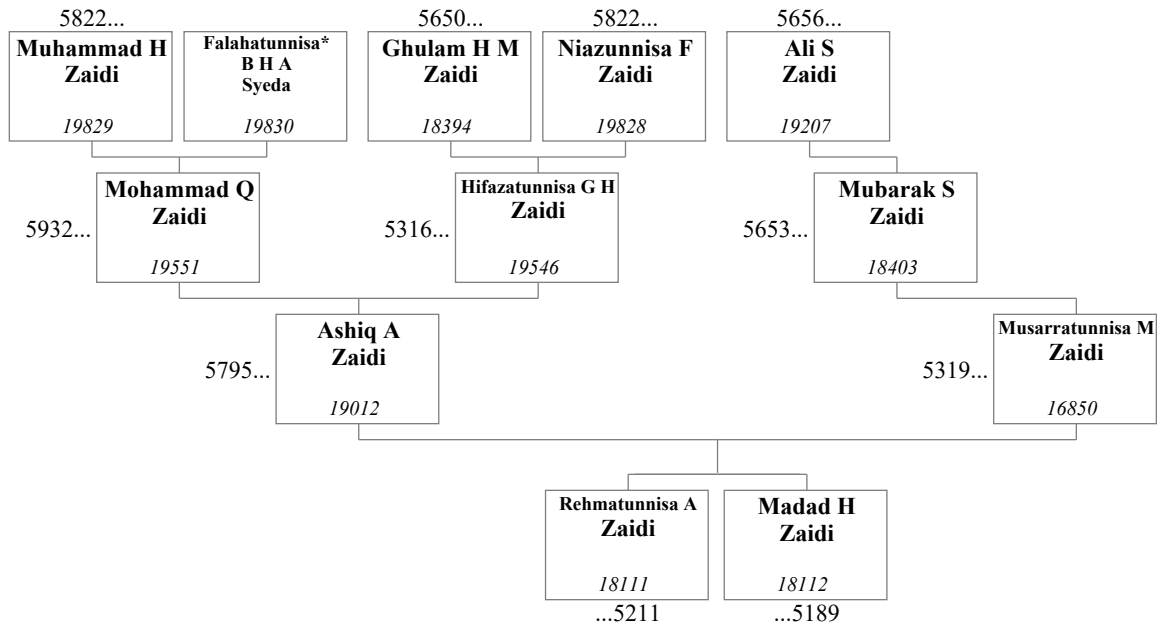 5822...
Muhammad H
Zaidi
19829
Falahatunnisa*
B H A
Syeda
19830
5650...
Ghulam H M
Zaidi
18394
5822...
Niazunnisa F
Zaidi
19828
5656...
Ali S
Zaidi
19207
5932...
Mohammad Q
Zaidi
19551
5316...
Hifazatunnisa G H
Zaidi
19546
5653...
Mubarak S
Zaidi
18403
5795...
Ashiq A
Zaidi
19012
5319...
Musarratunnisa M
Zaidi
16850
Rehmatunnisa A
Zaidi
18111
...5211
Madad H
Zaidi
18112
...5189